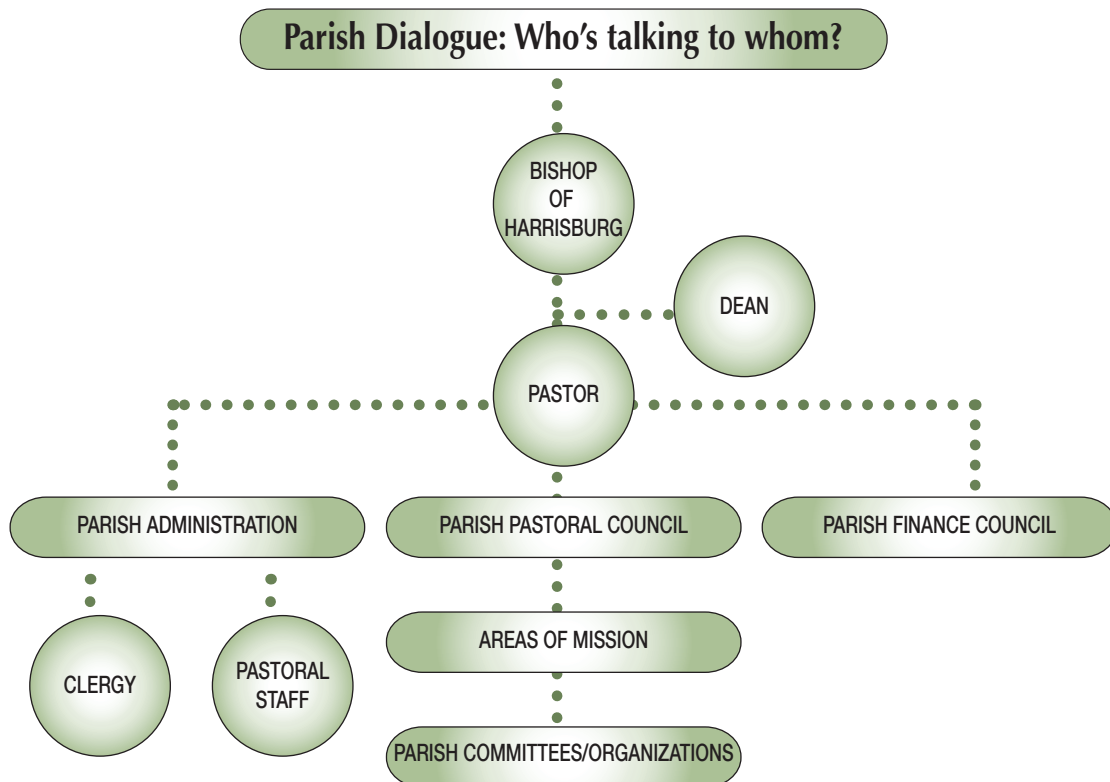 Parish Dialogue: Who’s talking to whom?
BISHOP
OF
HARRISBURG
DEAN
PASTOR
PARISH ADMINISTRATION
PARISH PASTORAL COUNCIL
PARISH FINANCE COUNCIL
AREAS OF MISSION
CLERGY
PASTORAL
STAFF
PARISH COMMITTEES/ORGANIZATIONS